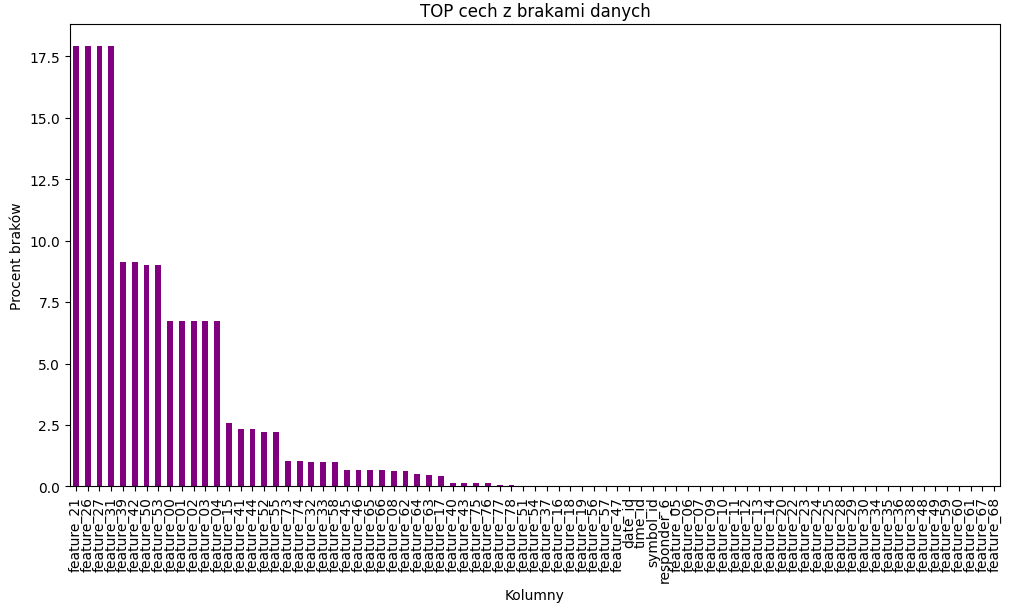 TOP cech z brakami danych
Procent braków
17.5
15.0
12.5
10.0
7.5
5.0
2.5
0.0
feature_21
feature_26
feature_27
feature_31
feature_39
feature_42
feature_50
feature_53
feature_00
feature_01
feature_02
feature_03
feature_04
feature_15
feature_41
feature_44
feature_52
feature_55
feature_73
feature_74
feature_32
feature_33
feature_58
feature_45
feature_46
feature_65
feature_66
feature_08
feature_62
feature_64
feature_63
feature_17
feature_40
feature_43
feature_75
feature_76
feature_77
feature_78
feature_51
feature_54
feature_37
feature_16
feature_18
feature_19
feature_56
feature_57
feature_47
date_id
time_id
symbol_id
responder_6
feature_05
feature_06
feature_07
feature_09
feature_10
feature_11
feature_12
feature_13
feature_14
feature_20
feature_22
feature_23
feature_24
feature_25
feature_28
feature_29
feature_30
feature_34
feature_35
feature_36
feature_38
feature_48
feature_49
feature_59
feature_60
feature_61
feature_67
feature_68
Kolumny